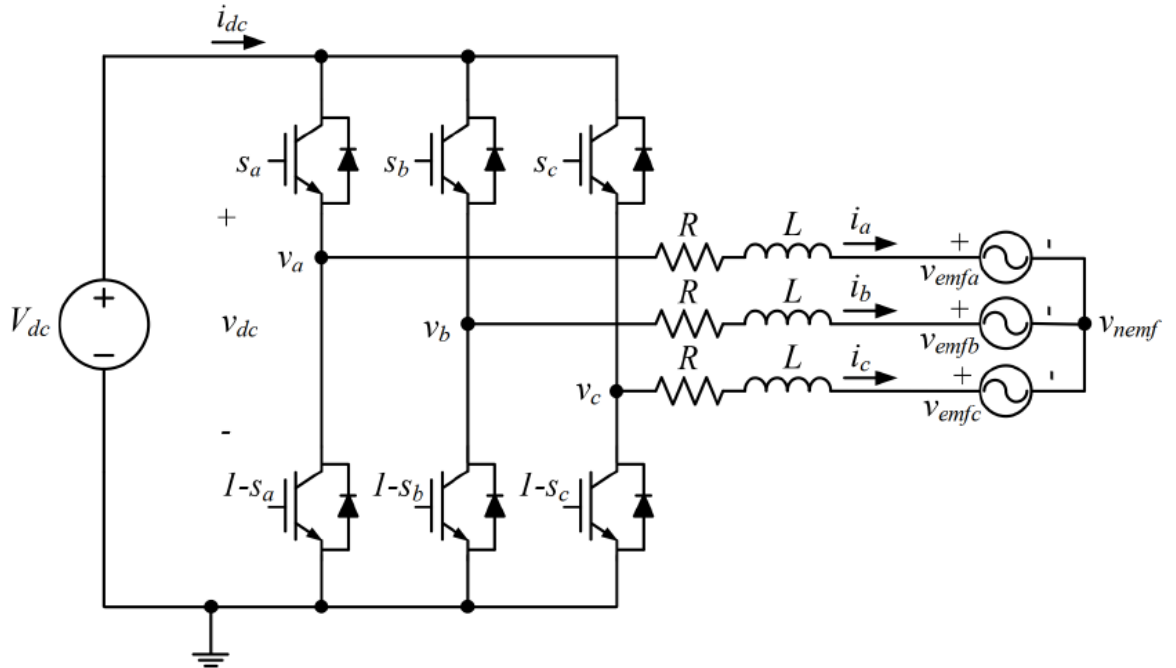 i_dc
s_a
s_b
s_c
+
R
L
i_a
+
v_a
v_emfa
R
L
i_b
+
V_dc
+
−
v_dc
v_b
v_emfb
v_nemf
R
L
i_c
+
v_c
v_emfc
-
1-s_a
1-s_b
1-s_c